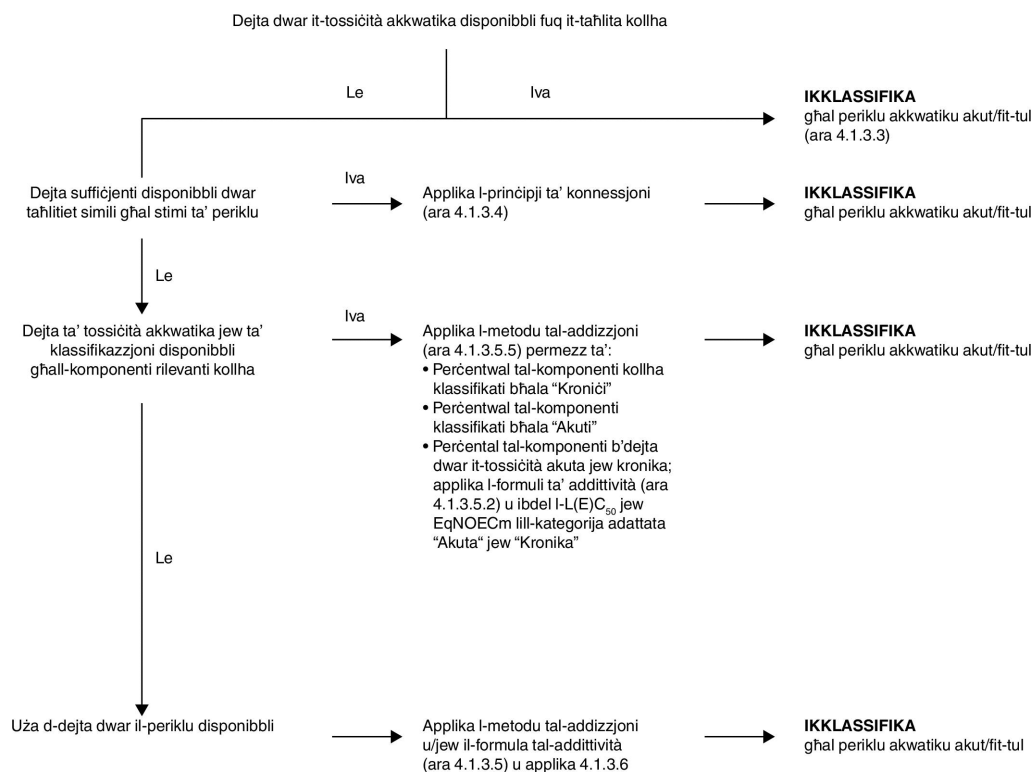 Dejta dwar it-tossiċità akkwatika disponibbli fuq it-taħlita kollha
Le
Iva
IKKLASSIFIKA
għal periklu akkwatiku akut/fit-tul
(ara 4.1.3.3)
Dejta suffiċjenti disponibbli dwar
taħlitiet simili għal stimi ta’ periklu
Iva
Applika l-prinċipji ta’ konnessjoni
(ara 4.1.3.4)
IKKLASSIFIKA
għal periklu akkwatiku akut/fit-tul
Le
Dejta ta’ tossiċità akkwatika jew ta’
klassifikazzjoni disponibbli
għall-komponenti rilevanti kollha
Iva
Applika l-metodu tal-addizzjoni
(ara 4.1.3.5.5) permezz ta’:
• Perċentwal tal-komponenti kollha
klassifikati bħala “Kroniċi”
• Perċentwal tal-komponenti
klassifikati bħala “Akuti”
• Perċental tal-komponenti b’dejta
dwar it-tossiċità akuta jew kronika;
applika l-formuli ta’ addittività (ara
4.1.3.5.2) u ibdel l-L(E)C50 jew
EqNOECm lill-kategorija adattata
“Akuta“ jew “Kronika”
IKKLASSIFIKA
għal periklu akkwatiku akut/fit-tul
Le
Uża d-dejta dwar il-periklu disponibbli
Applika l-metodu tal-addizzjoni
u/jew il-formula tal-addittività
(ara 4.1.3.5) u applika 4.1.3.6
IKKLASSIFIKA
għal periklu akwatiku akut/fit-tul